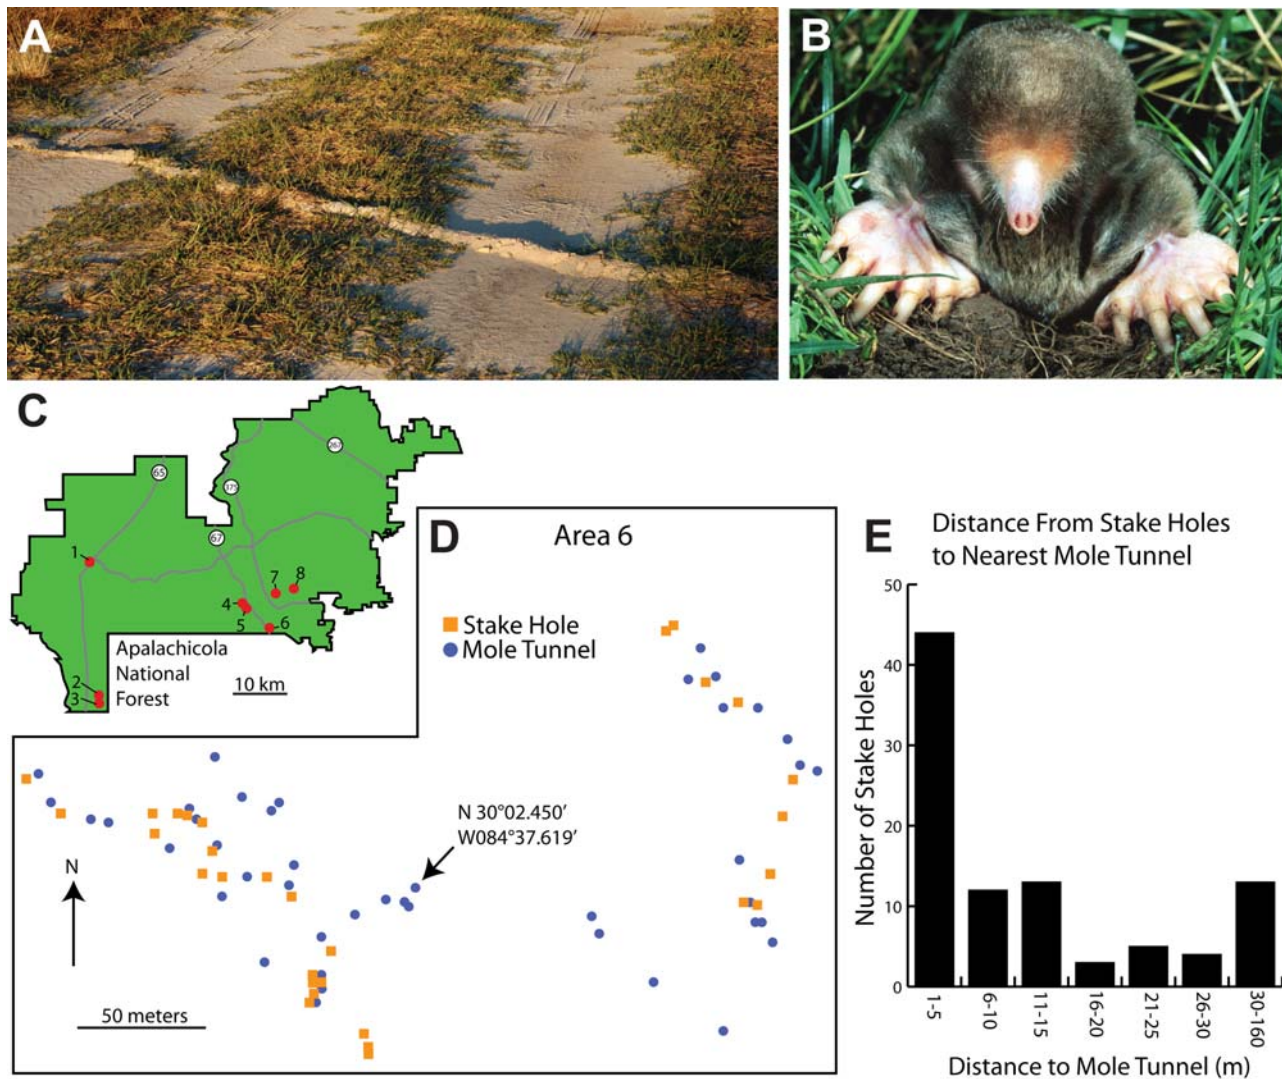 A
B
C
65
267
375
67
1
7
8
4
5
6
2
3
Apalachicola
National
Forest
10 km
D
Area 6
Stake Hole
Mole Tunnel
N 30°02.450′
W084°37.619′
N
50 meters
E
Distance From Stake Holes
to Nearest Mole Tunnel
Number of Stake Holes
50
40
30
20
10
0
1-5
6-10
11-15
16-20
21-25
26-30
30-160
Distance to Mole Tunnel (m)